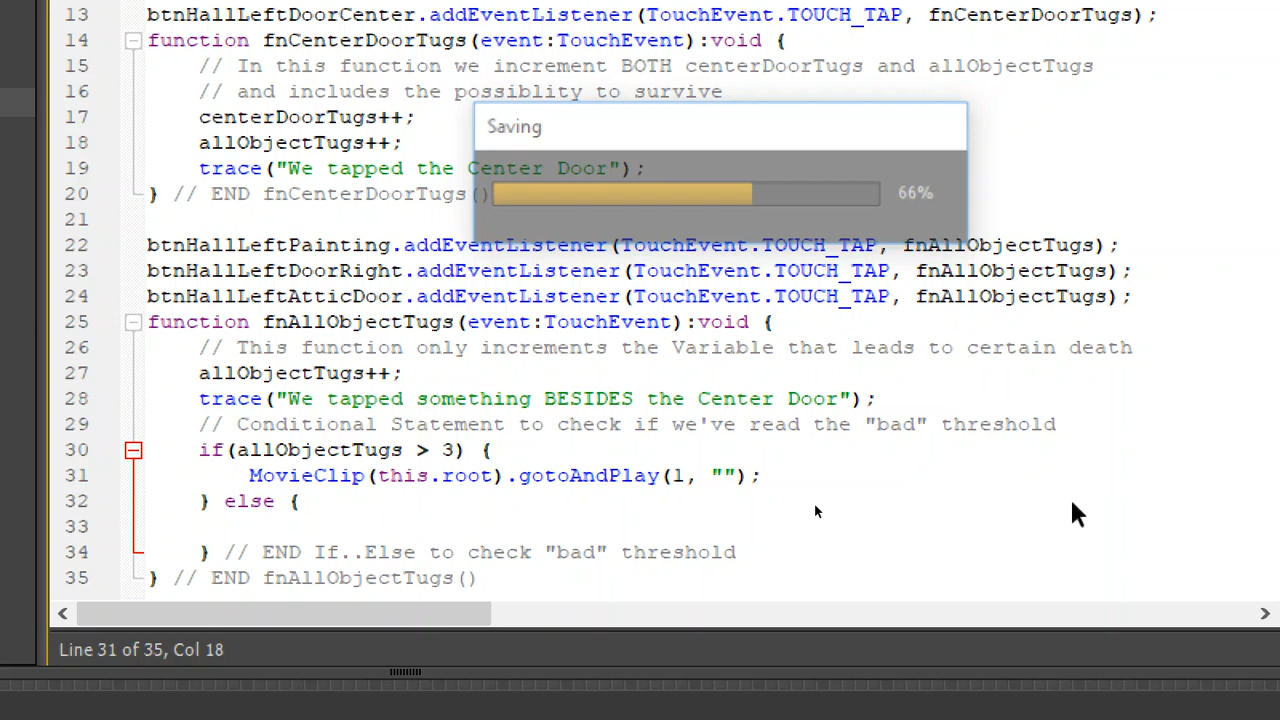 13 btnHallLeftDoorCenter.addEventListener(TouchEvent.TOUCH_TAP, fnCenterDoorTugs);
14 function fnCenterDoorTugs(event:TouchEvent):void {
15 // In this function we increment BOTH centerDoorTugs and allObjectTugs
16 // and includes the possiblity to survive
17 centerDoorTugs++;
Saving
18 allObjectTugs++;
19 trace("We tapped the Center Door");
20 } // END fnCenterDoorTugs()
66%
21
22 btnHallLeftPainting.addEventListener(TouchEvent.TOUCH_TAP, fnAllObjectTugs);
23 btnHallLeftDoorRight.addEventListener(TouchEvent.TOUCH_TAP, fnAllObjectTugs);
24 btnHallLeftAtticDoor.addEventListener(TouchEvent.TOUCH_TAP, fnAllObjectTugs);
25 function fnAllObjectTugs(event:TouchEvent):void {
26 // This function only increments the Variable that leads to certain death
27 allObjectTugs++;
28 trace("We tapped something BESIDES the Center Door");
29 // Conditional Statement to check if we've read the "bad" threshold
30 if(allObjectTugs > 3) {
31 MovieClip(this.root).gotoAndPlay(1, "");
32 } else {
33
34 } // END If..Else to check "bad" threshold
35 } // END fnAllObjectTugs()
Line 31 of 35, Col 18